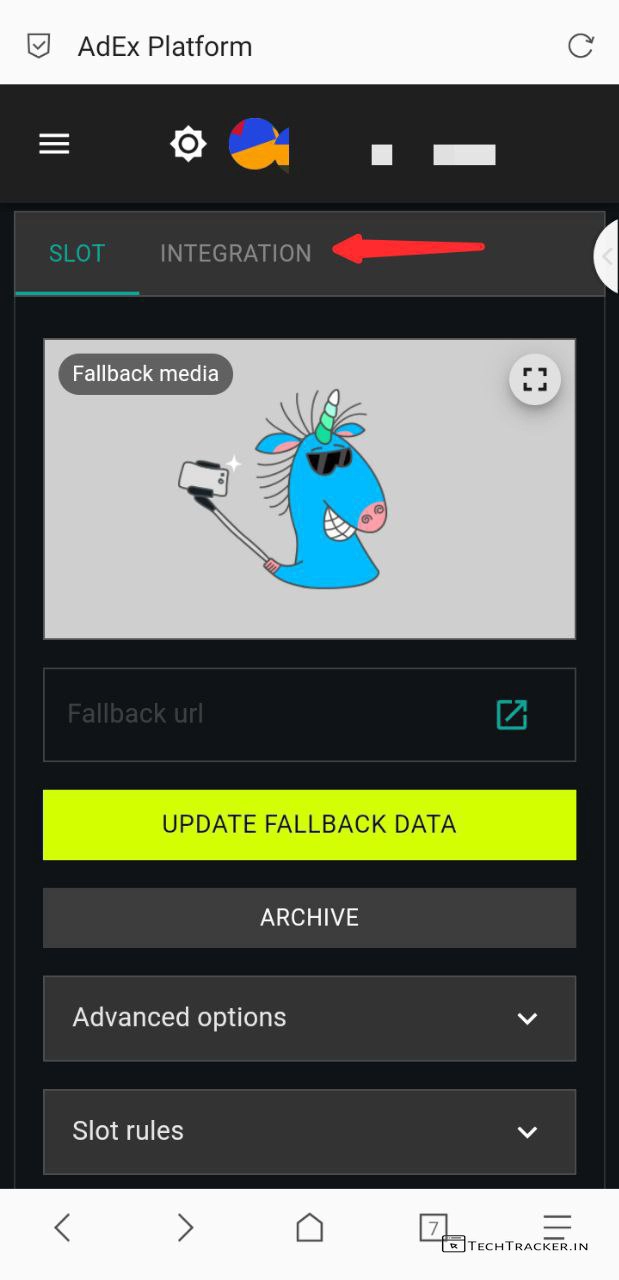 AdEx Platform
SLOT INTEGRATION
Fallback media
Fallback url
UPDATE FALLBACK DATA
ARCHIVE
Advanced options
Slot rules
7
TECHTRACKER.IN